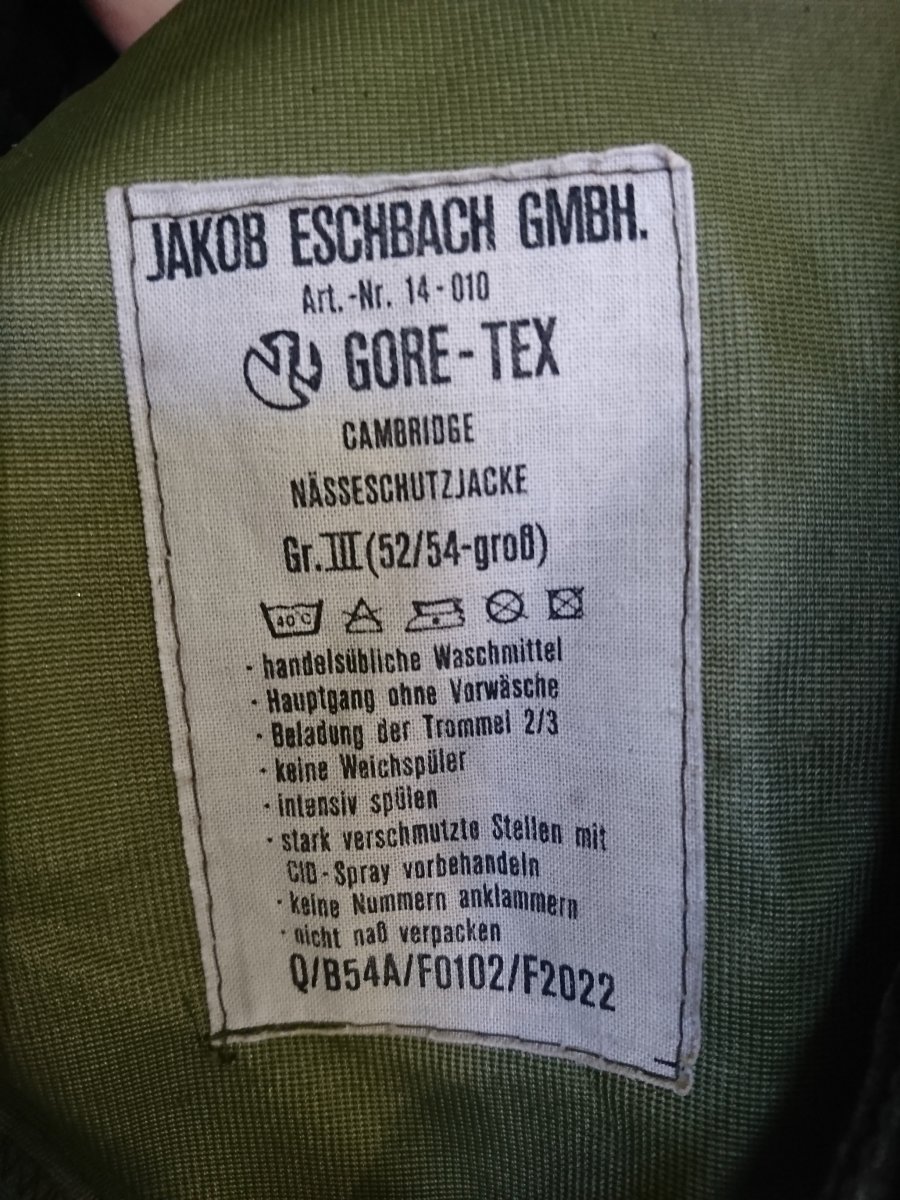 JAKOB ESCHBACH GMBH.
Art.-Nr. 14-010
GORE-TEX
CAMBRIDGE
NÄSSESCHUTZJACKE
Gr.III(52/54-groß)
40°C
· handelsübliche Waschmittel
· Hauptgang ohne Vorwäsche
· Beladung der Trommel 2/3
· keine Weichspüler
· intensiv spülen
· stark verschmutzte Stellen mit
CID-Spray vorbehandeln
· keine Nummern anklammern
· nicht naß verpacken
Q/B54A/F0102/F2022